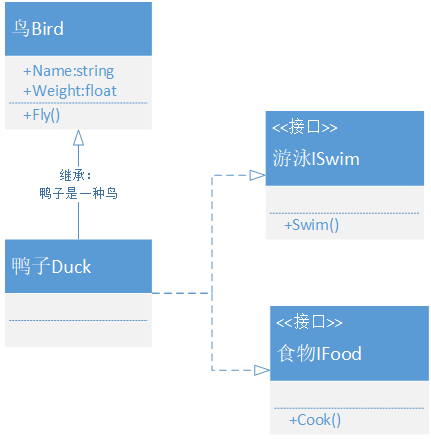 鸟Bird
+Name:string
+Weight:float
+Fly()
继承：
鸭子是一种鸟
鸭子Duck
<<接口>>
游泳ISwim
+Swim()
<<接口>>
食物IFood
+Cook()